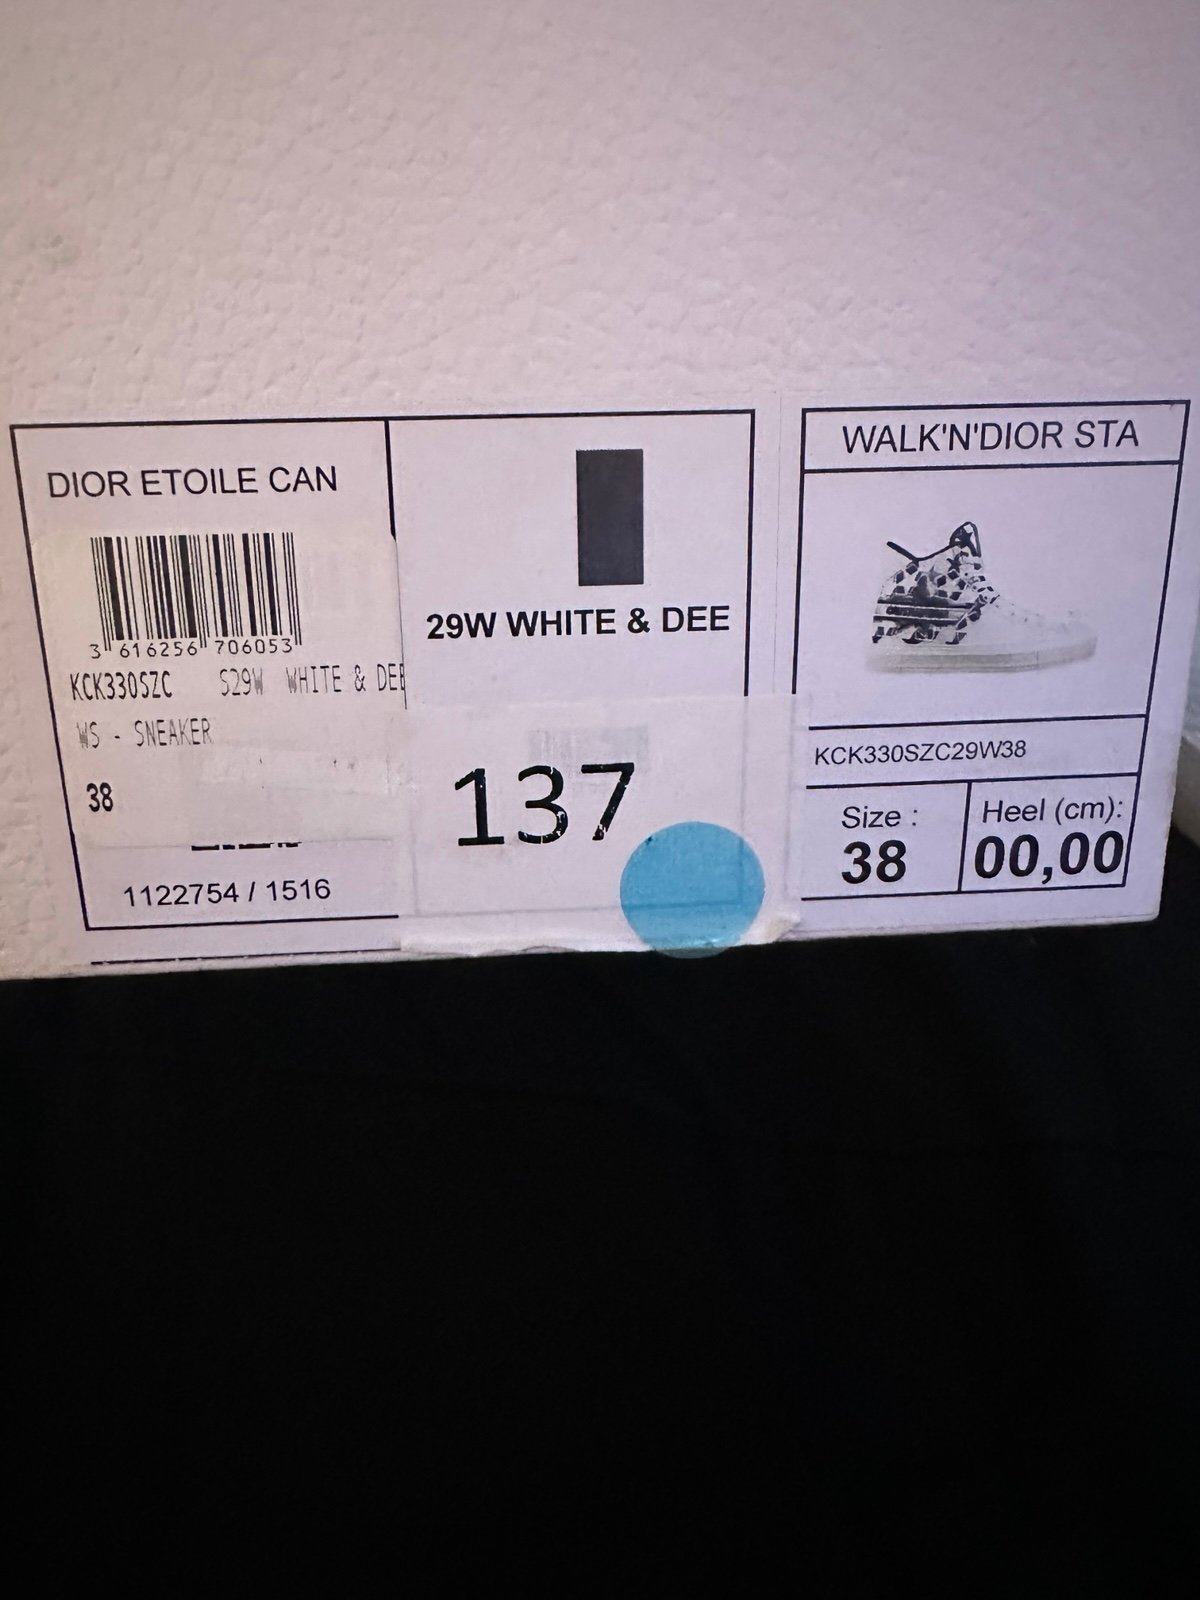 DIOR ETOILE CAN
3 616256 706053
KCK330SZC S29W WHITE & DEE
WS - SNEAKER
38
1122754 / 1516
29W WHITE & DEE
137
WALK'N'DIOR STA
KCK330SZC29W38
Size :
38
Heel (cm):
00,00